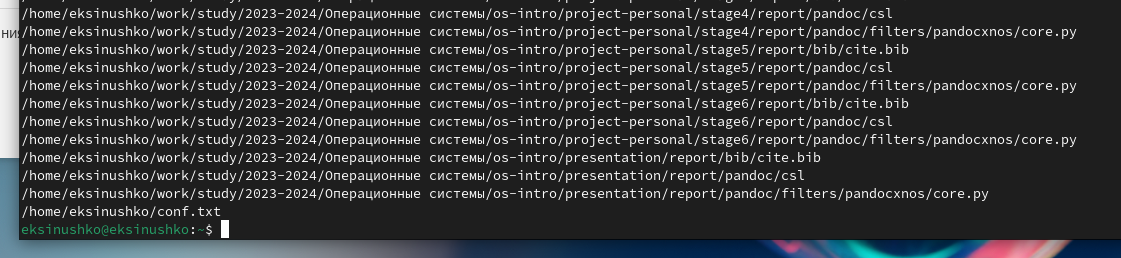 /home/eksinushko/work/study/2023-2024/Операционные системы/os-intro/project-personal/stage4/report/pandoc/csl
/home/eksinushko/work/study/2023-2024/Операционные системы/os-intro/project-personal/stage4/report/pandoc/filters/pandocxnos/core.py
/home/eksinushko/work/study/2023-2024/Операционные системы/os-intro/project-personal/stage5/report/bib/cite.bib
/home/eksinushko/work/study/2023-2024/Операционные системы/os-intro/project-personal/stage5/report/pandoc/csl
/home/eksinushko/work/study/2023-2024/Операционные системы/os-intro/project-personal/stage5/report/pandoc/filters/pandocxnos/core.py
/home/eksinushko/work/study/2023-2024/Операционные системы/os-intro/project-personal/stage6/report/bib/cite.bib
/home/eksinushko/work/study/2023-2024/Операционные системы/os-intro/project-personal/stage6/report/pandoc/csl
/home/eksinushko/work/study/2023-2024/Операционные системы/os-intro/project-personal/stage6/report/pandoc/filters/pandocxnos/core.py
/home/eksinushko/work/study/2023-2024/Операционные системы/os-intro/presentation/report/bib/cite.bib
/home/eksinushko/work/study/2023-2024/Операционные системы/os-intro/presentation/report/pandoc/csl
/home/eksinushko/work/study/2023-2024/Операционные системы/os-intro/presentation/report/pandoc/filters/pandocxnos/core.py
/home/eksinushko/conf.txt
eksinushko@eksinushko:~$